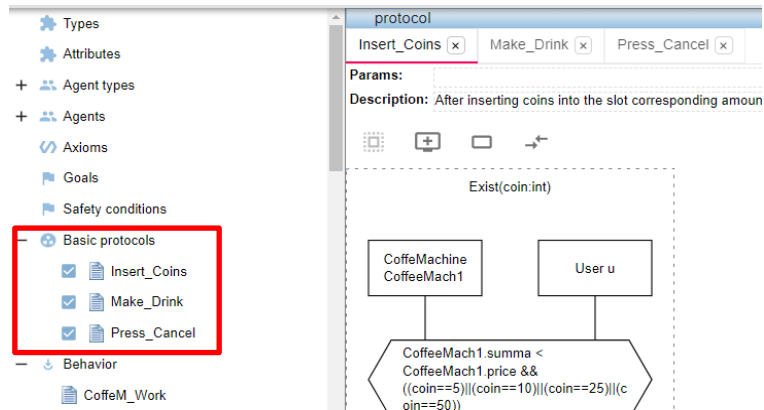 Types
Attributes
Agent types
Agents
Axioms
Goals
Safety conditions
Basic protocols
Insert_Coins
Make_Drink
Press_Cancel
Behavior
CoffeM_Work
protocol
Insert_Coins x Make_Drink x Press_Cancel x
Params:
Description: After inserting coins into the slot corresponding amoun
Exist(coin:int)
CoffeMachine
CoffeeMach1
User u
CoffeeMach1.summa <
CoffeeMach1.price &&
((coin==5)||(coin==10)||(coin==25)||(c
oin==50))